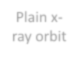 Plain x-
ray orbit